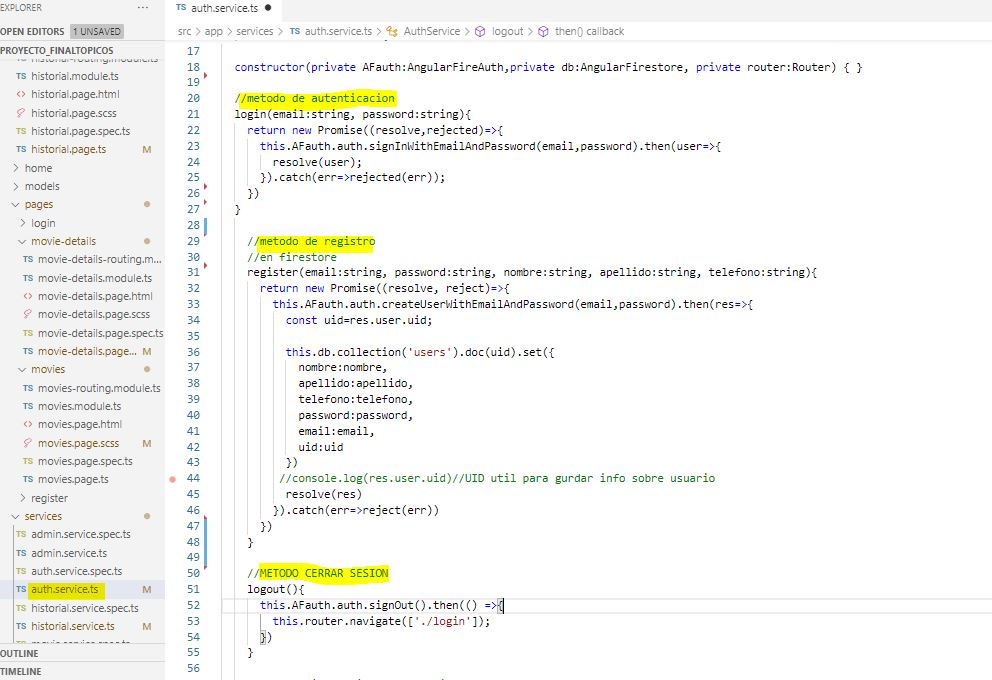 EXPLORER
OPEN EDITORS 1 UNSAVED
PROYECTO_FINALTOPICOS
TS historial-routing.module.ts
TS historial.module.ts
<> historial.page.html
historial.page.scss
TS historial.page.spec.ts
TS historial.page.ts M
> home
> models
pages
> login
movie-details
TS movie-details-routing.m...
TS movie-details.module.ts
<> movie-details.page.html
movie-details.page.scss
TS movie-details.page.spec.ts
TS movie-details.page... M
movies
TS movies-routing.module.ts
TS movies.module.ts
<> movies.page.html
movies.page.scss M
TS movies.page.spec.ts
TS movies.page.ts
> register
services
TS admin.service.spec.ts
TS admin.service.ts
TS auth.service.spec.ts
TS auth.service.ts M
TS historial.service.spec.ts
TS historial.service.ts M
OUTLINE
TIMELINE
TS auth.service.ts ●
src > app > services > TS auth.service.ts > AuthService > logout > then() callback
17
18 constructor(private AFauth:AngularFireAuth,private db:AngularFirestore, private router:Router) { }
19
20 //metodo de autenticacion
21 login(email:string, password:string){
22 return new Promise((resolve,rejected)=>{
23 this.AFauth.auth.signInWithEmailAndPassword(email,password).then(user=>{
24 resolve(user);
25 }).catch(err=>rejected(err));
26 })
27 }
28
29 //metodo de registro
30 //en firestore
31 register(email:string, password:string, nombre:string, apellido:string, telefono:string){
32 return new Promise((resolve, reject)=>{
33 this.AFauth.auth.createUserWithEmailAndPassword(email,password).then(res=>{
34 const uid=res.user.uid;
35
36 this.db.collection('users').doc(uid).set({
37 nombre:nombre,
38 apellido:apellido,
39 telefono:telefono,
40 password:password,
41 email:email,
42 uid:uid
43 })
44 //console.log(res.user.uid)//UID util para gurdar info sobre usuario
45 resolve(res)
46 }).catch(err=>reject(err))
47 })
48 }
49
50 //METODO CERRAR SESION
51 logout(){
52 this.AFauth.auth.signOut().then(() =>{
53 this.router.navigate(['./login']);
54 })
55 }
56